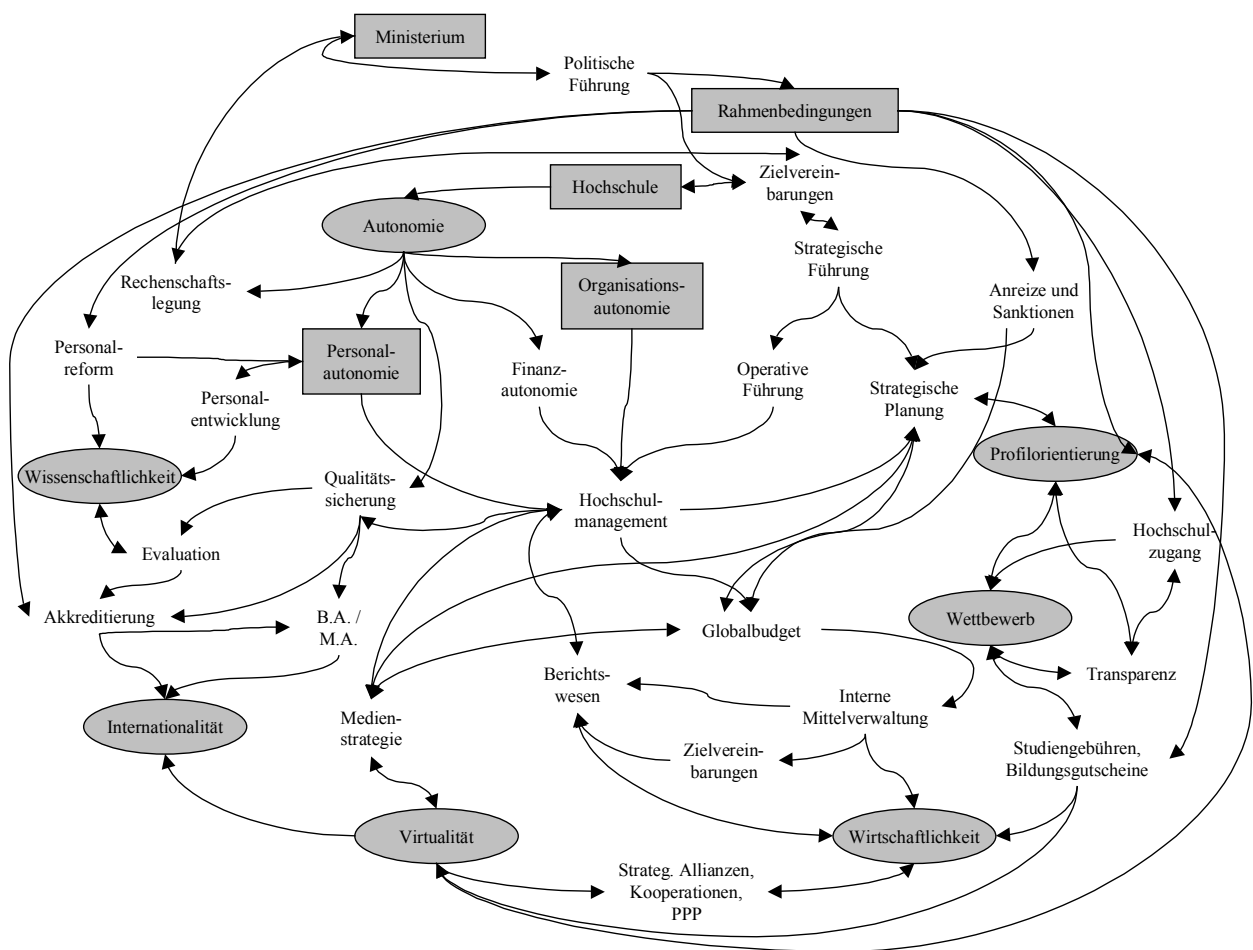 Ministerium
Politische
Führung
Rahmenbedingungen
Zielverein-
barungen
Hochschule
Autonomie
Strategische
Führung
Rechenschafts-
legung
Organisations-
autonomie
Anreize und
Sanktionen
Personal-
reform
Personal-
autonomie
Finanz-
autonomie
Operative
Führung
Strategische
Planung
Personal-
entwicklung
Wissenschaftlichkeit
Qualitäts-
sicherung
Profilorientierung
Hochschul-
management
Hochschul-
zugang
Evaluation
Akkreditierung
B.A. /
M.A.
Globalbudget
Wettbewerb
Transparenz
Berichts-
wesen
Interne
Mittelverwaltung
Internationalität
Medien-
strategie
Zielverein-
barungen
Studiengebühren,
Bildungsgutscheine
Virtualität
Wirtschaftlichkeit
Strateg. Allianzen,
Kooperationen,
PPP